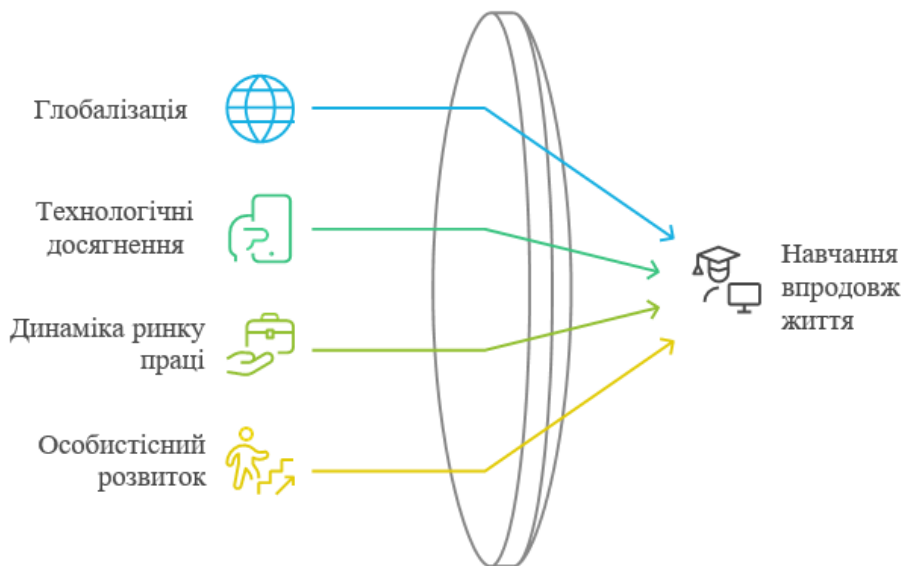 Глобалізація
Технологічні
досягнення
Динаміка ринку
праці
Особистісний
розвиток
Навчання
впродовж
життя